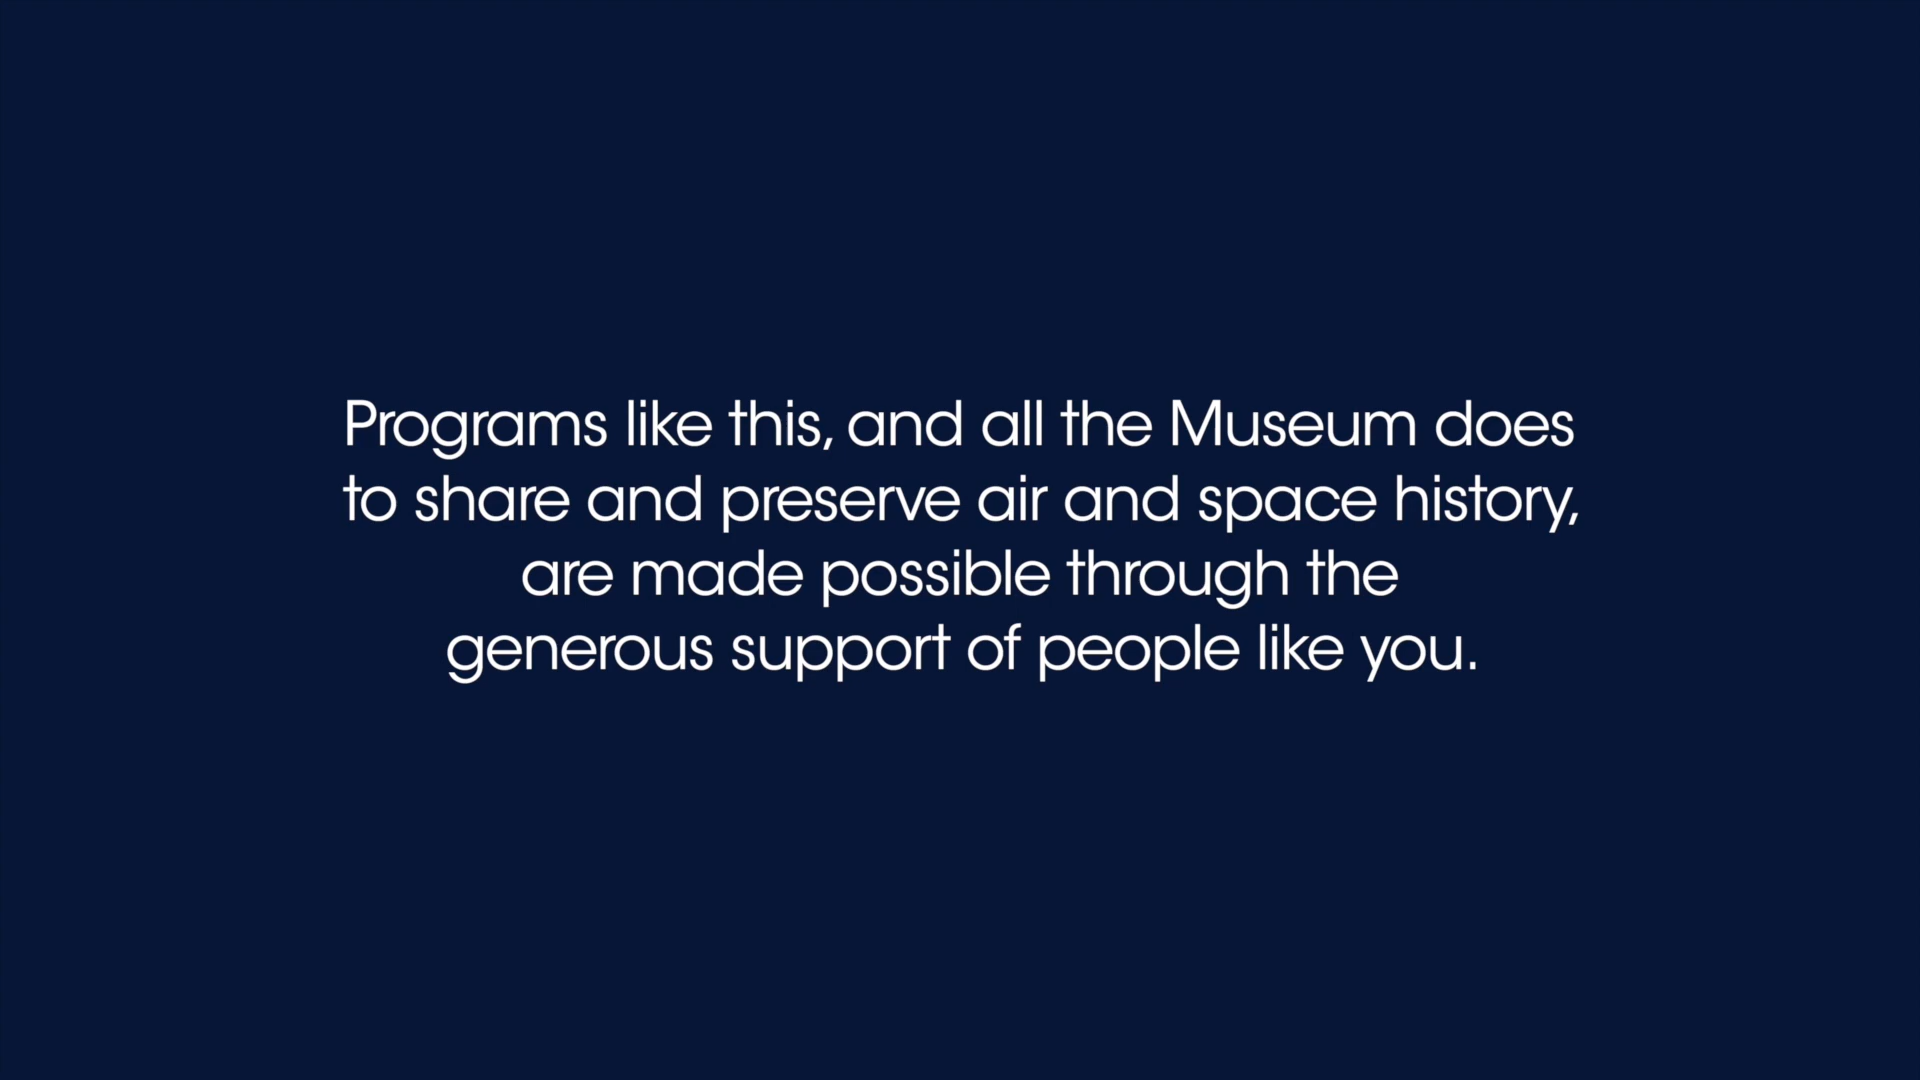 Programs like this, and all the Museum does
to share and preserve air and space history,
are made possible through the
generous support of people like you.